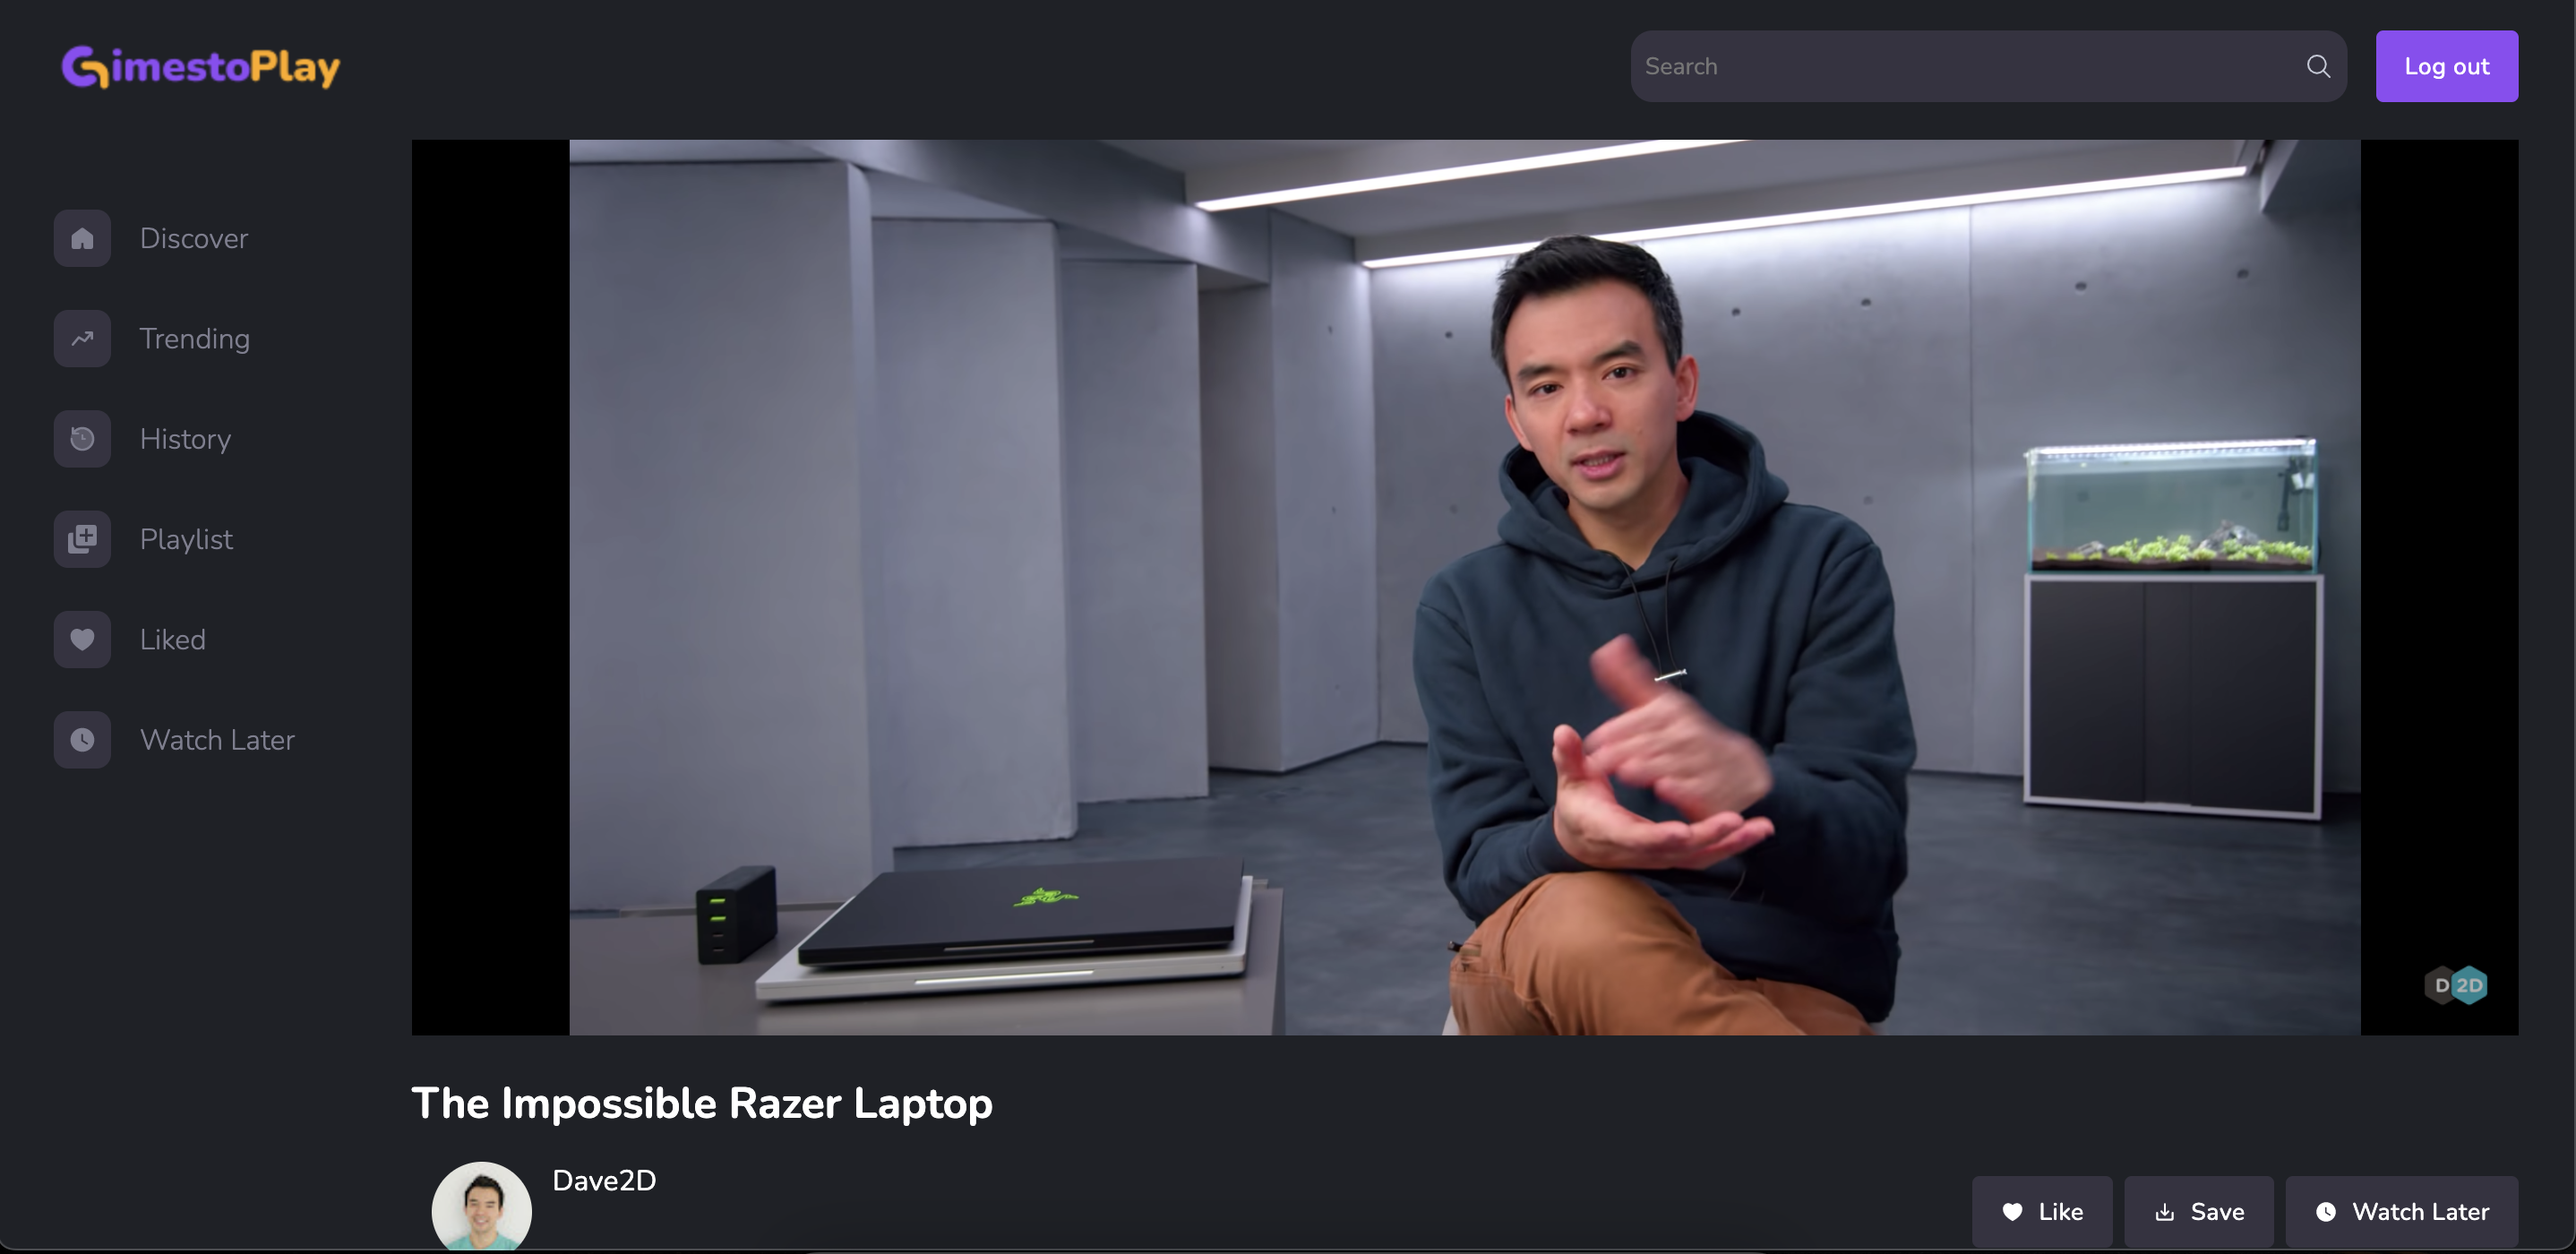 GimestoPlay
Search
Log out
Discover
Trending
History
Playlist
Liked
Watch Later
D 2D
The Impossible Razer Laptop
Dave2D
Like
Save
Watch Later